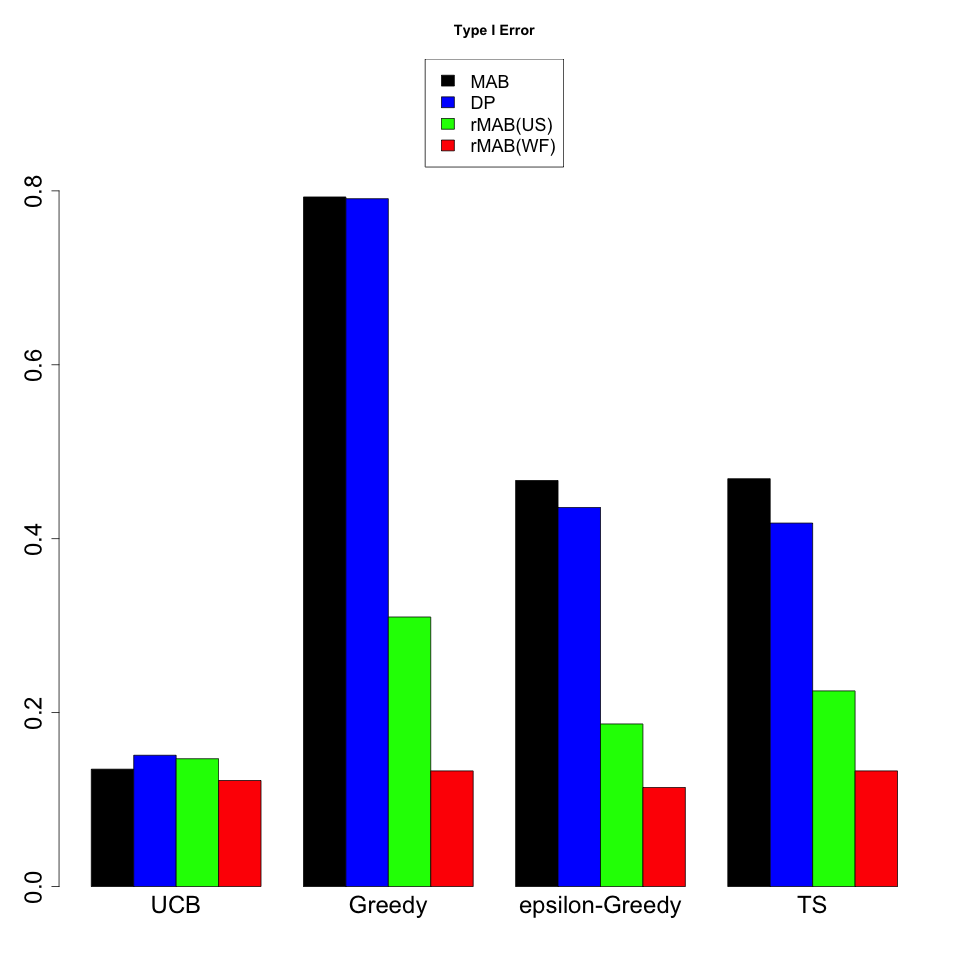 Type I Error
MAB
DP
rMAB(US)
rMAB(WF)
0.8
0.6
0.4
0.2
0.0
UCB Greedy epsilon-Greedy TS